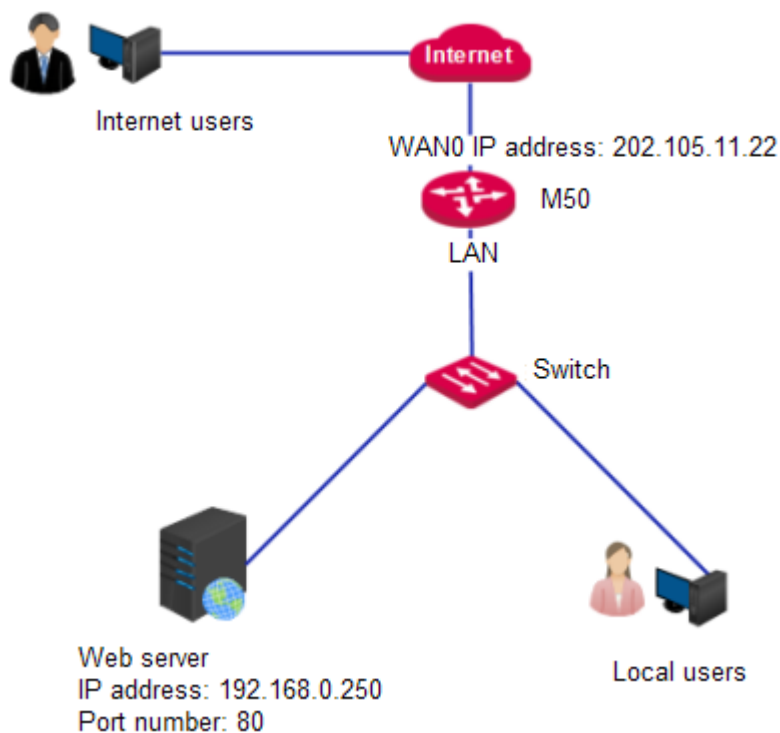 Internet
Internet users
WAN0 IP address: 202.105.11.22
M50
LAN
Switch
Web server
IP address: 192.168.0.250
Port number: 80
Local users